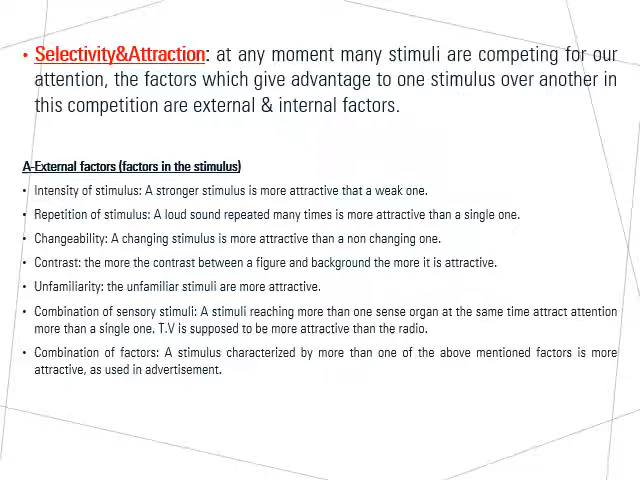 • Selectivity&Attraction: at any moment many stimuli are competing for our
attention, the factors which give advantage to one stimulus over another in
this competition are external & internal factors.
A-External factors (factors in the stimulus)
• Intensity of stimulus: A stronger stimulus is more attractive that a weak one.
• Repetition of stimulus: A loud sound repeated many times is more attractive than a single one.
• Changeability: A changing stimulus is more attractive than a non changing one.
• Contrast: the more the contrast between a figure and background the more it is attractive.
• Unfamiliarity: the unfamiliar stimuli are more attractive.
• Combination of sensory stimuli: A stimuli reaching more than one sense organ at the same time attract attention
more than a single one. T.V is supposed to be more attractive than the radio.
• Combination of factors: A stimulus characterized by more than one of the above mentioned factors is more
attractive, as used in advertisement.